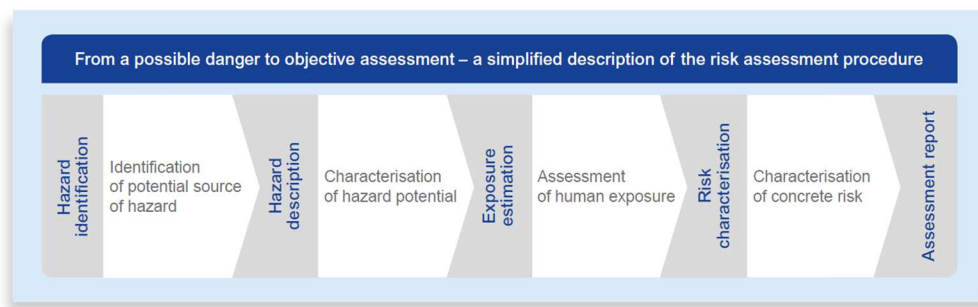 From a possible danger to objective assessment – a simplified description of the risk assessment procedure
Hazard
identification
Identification
of potential source
of hazard
Hazard
description
Characterisation
of hazard potential
Exposure
estimation
Assessment
of human exposure
Risk
characterisation
Characterisation
of concrete risk
Assessment report